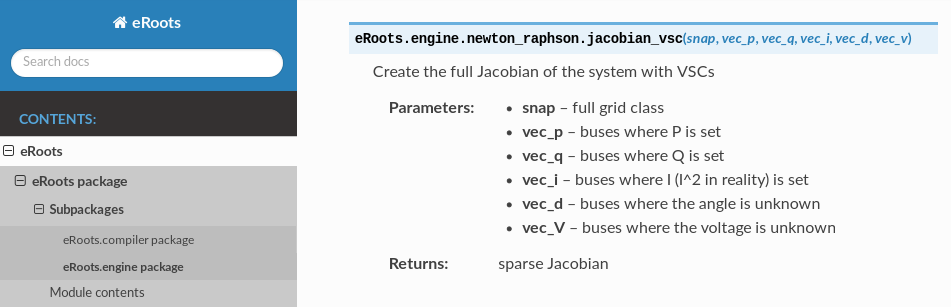 eRoots
Search docs
CONTENTS:
eRoots
eRoots package
Subpackages
eRoots.compiler package
eRoots.engine package
Module contents
eRoots.engine.newton_raphson.jacobian_vsc(snap, vec_p, vec_q, vec_i, vec_d, vec_v)
Create the full Jacobian of the system with VSCs
Parameters:
• snap – full grid class
• vec_p – buses where P is set
• vec_q – buses where Q is set
• vec_i – buses where I (I^2 in reality) is set
• vec_d – buses where the angle is unknown
• vec_V – buses where the voltage is unknown
Returns: sparse Jacobian